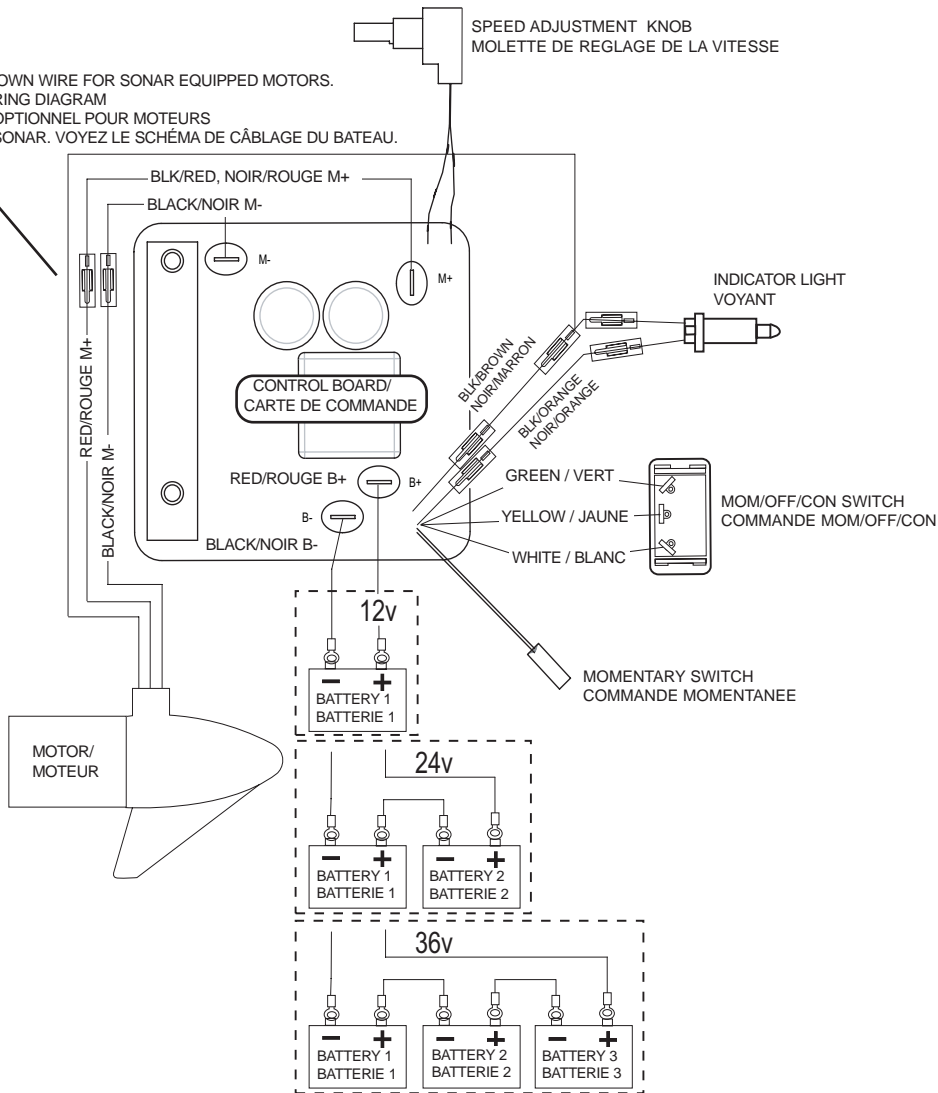 SPEED ADJUSTMENT KNOB
MOLETTE DE REGLAGE DE LA VITESSE
OWN WIRE FOR SONAR EQUIPPED MOTORS.
RING DIAGRAM
OPTIONNEL POUR MOTEURS
SONAR. VOYEZ LE SCHÉMA DE CÂBLAGE DU BATEAU.
BLK/RED, NOIR/ROUGE M+
BLACK/NOIR M-
M-
M+
INDICATOR LIGHT
VOYANT
RED/ROUGE M+
BLACK/NOIR M-
CONTROL BOARD/
CARTE DE COMMANDE
BLK/BROWN
NOIR/MARRON
BLK/ORANGE
NOIR/ORANGE
RED/ROUGE B+
B+
B-
BLACK/NOIR B-
GREEN / VERT
YELLOW / JAUNE
WHITE / BLANC
MOM/OFF/CON SWITCH
COMMANDE MOM/OFF/CON
MOMENTARY SWITCH
COMMANDE MOMENTANEE
MOTOR/
MOTEUR
12v
- +
BATTERY 1
BATTERIE 1
24v
- +
BATTERY 1
BATTERIE 1
- +
BATTERY 2
BATTERIE 2
36v
- +
BATTERY 1
BATTERIE 1
- +
BATTERY 2
BATTERIE 2
- +
BATTERY 3
BATTERIE 3